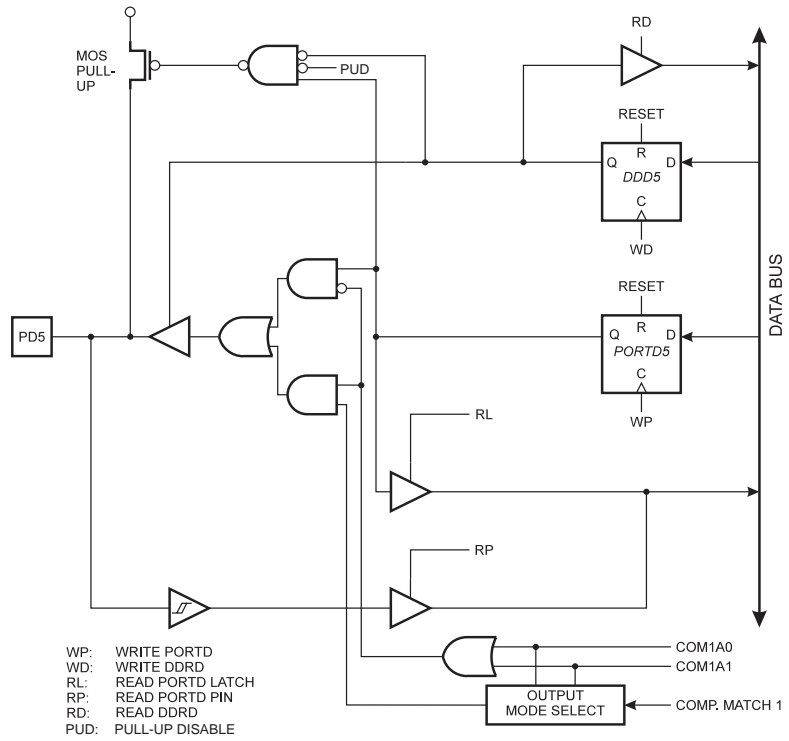 RD
MOS
PULL-
UP
PUD
RESET
R
Q
D
DDD5
C
WD
RESET
R
Q
D
PORTD5
C
WP
DATA BUS
PD5
RL
RP
COM1A0
COM1A1
OUTPUT
MODE SELECT
COMP. MATCH 1
WP: WRITE PORTD
WD: WRITE DDRD
RL: READ PORTD LATCH
RP: READ PORTD PIN
RD: READ DDRD
PUD: PULL-UP DISABLE